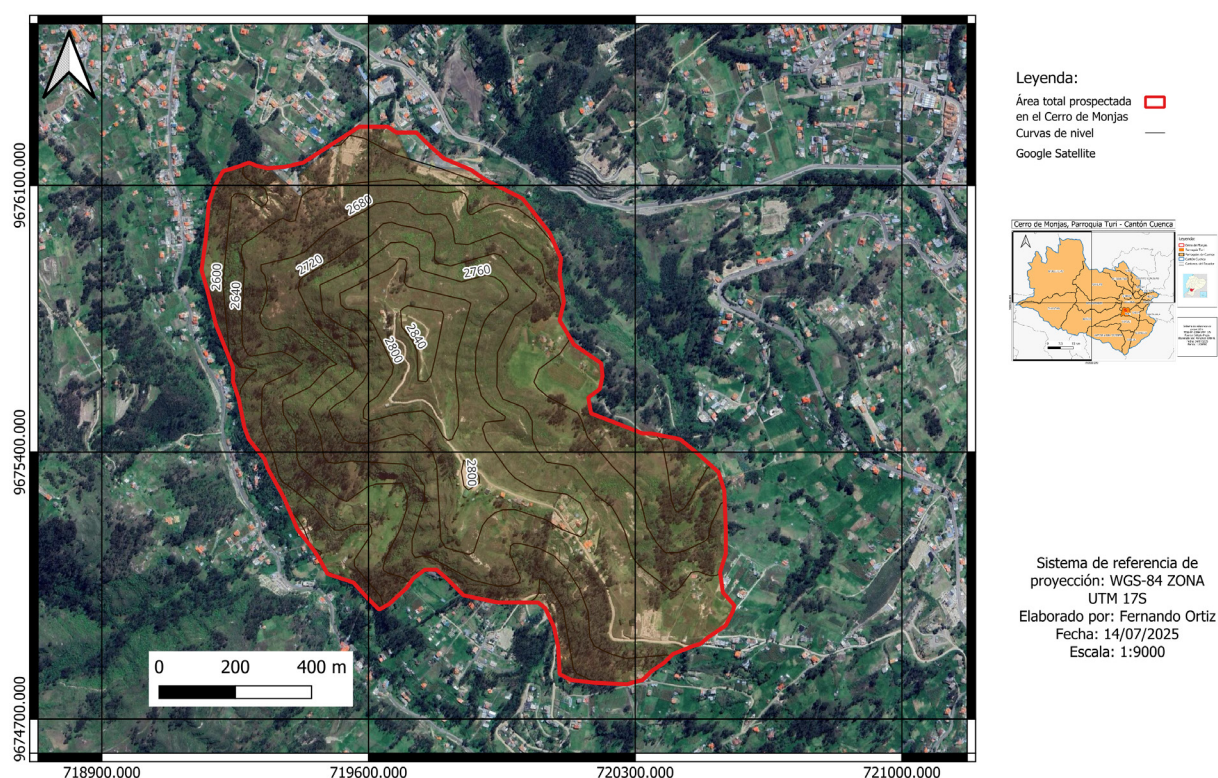 Leyenda:
Área total prospectada
en el Cerro de Monjas
Curvas de nivel
Google Satellite
Cerro de Monjas, Parroquia Turi - Cantón Cuenca
Sistema de referencia de
proyección: WGS-84 ZONA
UTM 17S
Elaborado por: Fernando Ortiz
Fecha: 14/07/2025
Escala: 1:9000
9676100.000
9675400.000
9674700.000
2680
2720
2760
2600
2640
2840
2800
2800
0 200 400 m
718900.000 719600.000 720300.000 721000.000